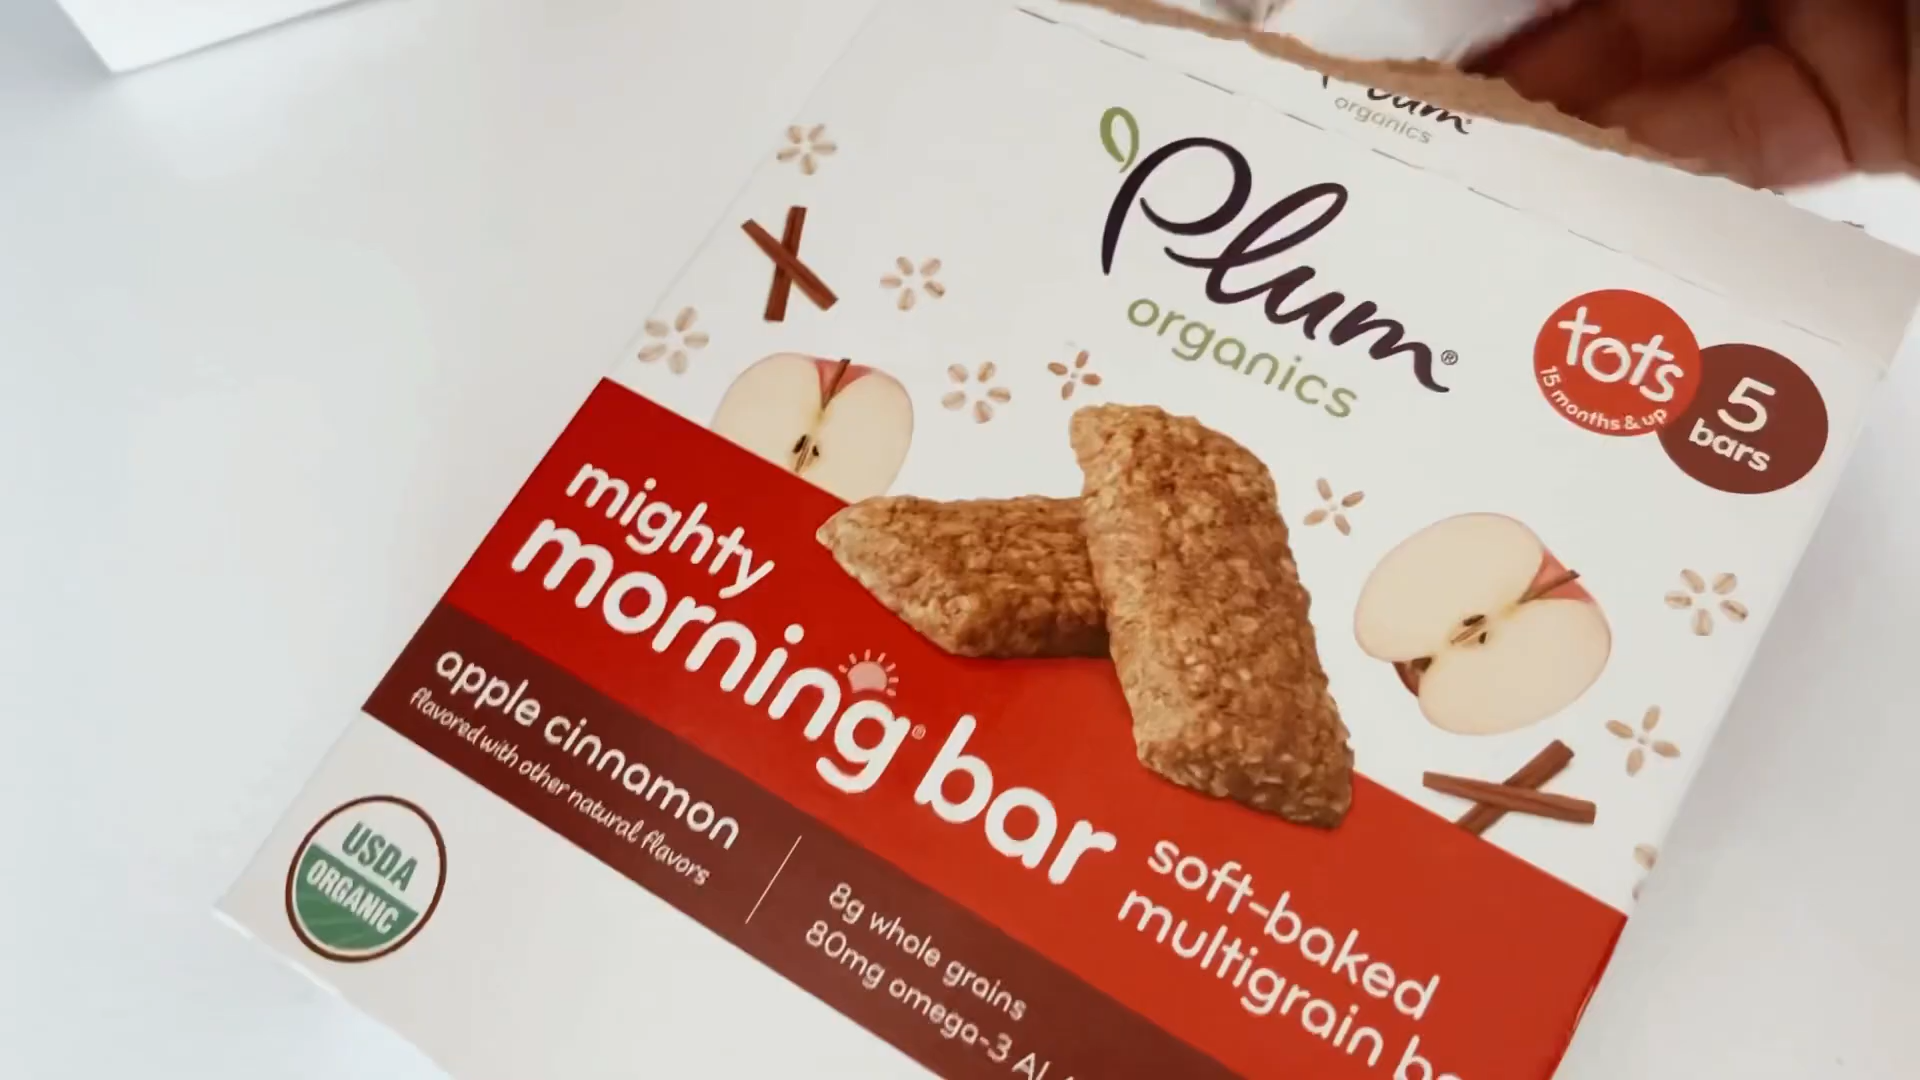 organics
Plum®
organics
tots
15 months & up
5
bars
mighty
morning® bar
soft-baked
multigrain
apple cinnamon
flavored with other natural flavors
8g whole grains
80mg omega-3
USDA
ORGANIC